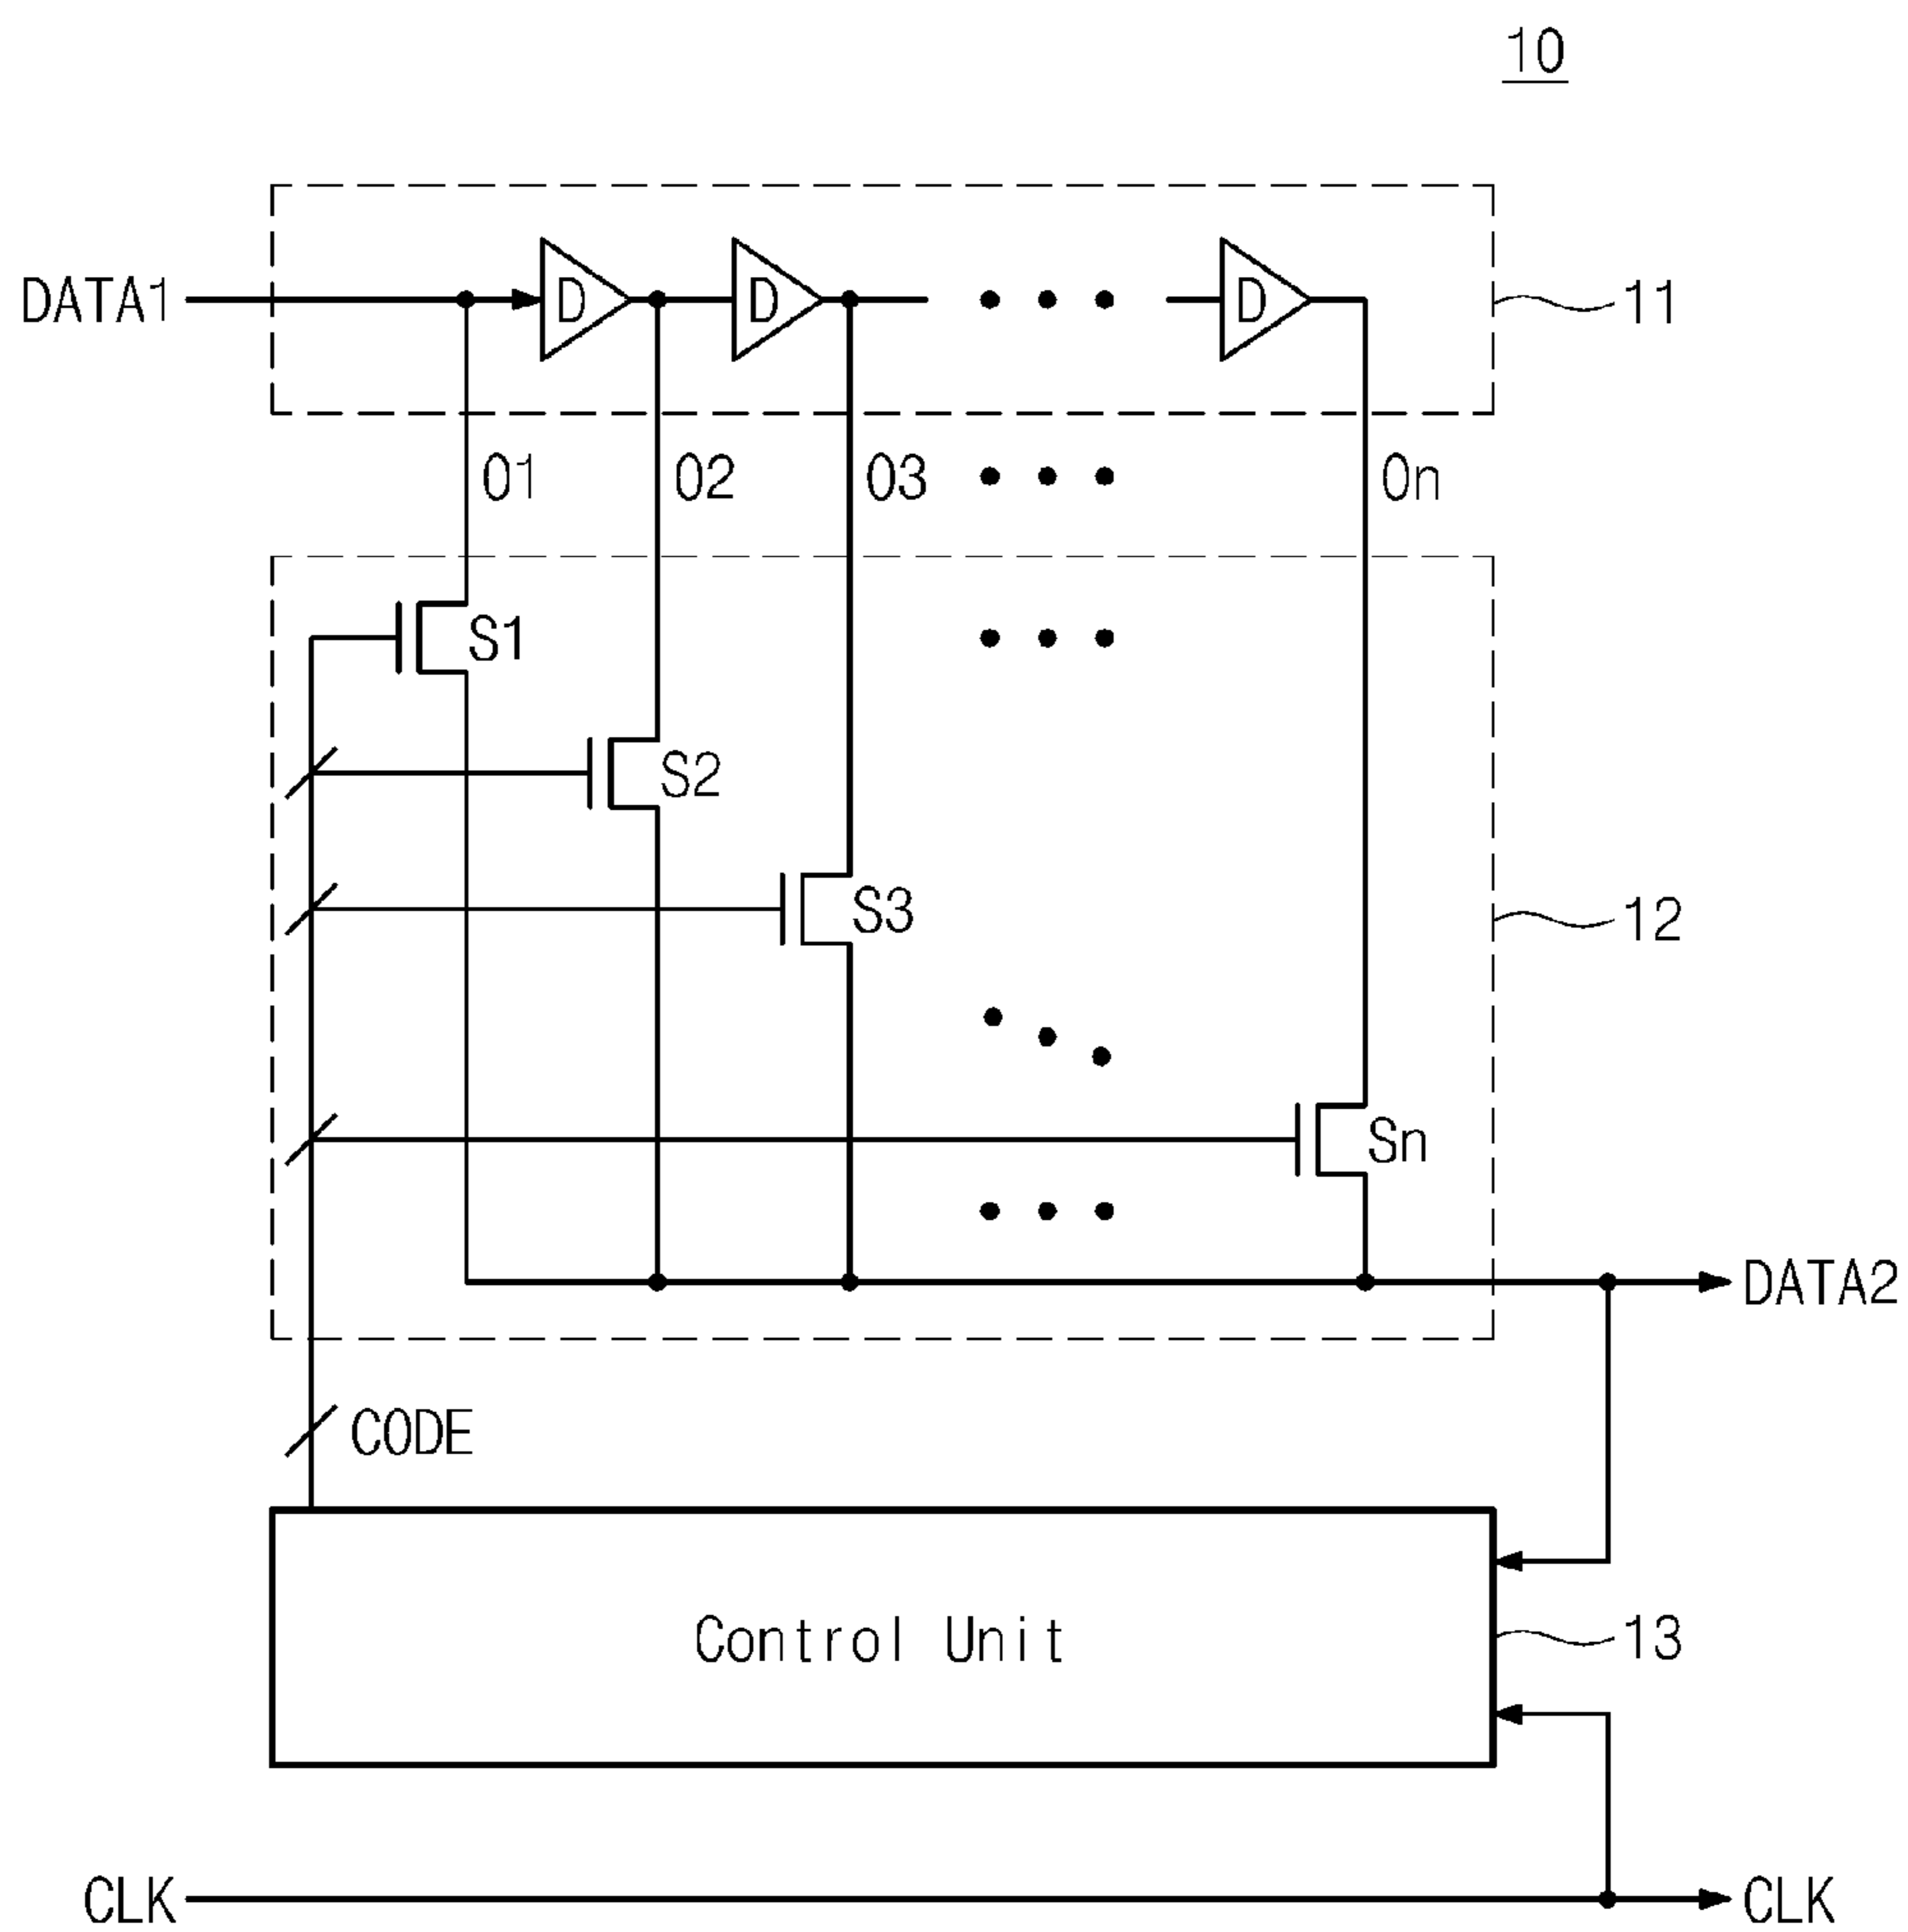 10
DATA1 D D D 11
O1 O2 O3 On
S1
S2
S3 12
Sn
DATA2
CODE
Control Unit 13
CLK CLK